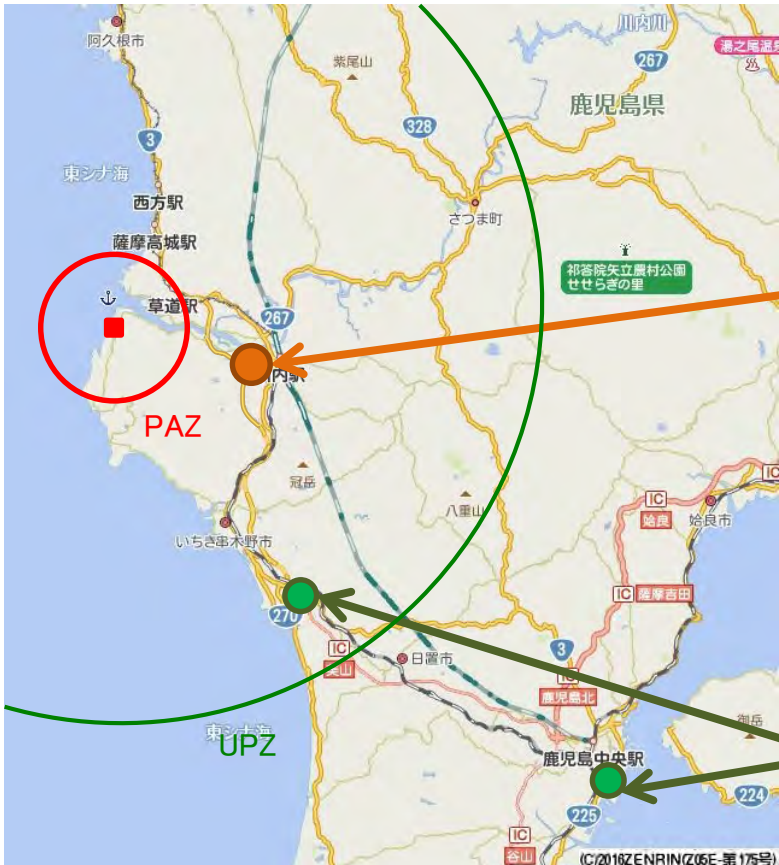 阿久根市
川内川
湯之尾温泉
紫尾山
267
鹿児島県
328
3
東シナ海
西方駅
さつま町
薩摩高城駅
祁答院矢立農村公園
せせらぎの里
草道駅
267
内駅
PAZ
冠岳
八重山
IC
IC
姶良
姶良市
いちき串木野市
IC
薩摩吉田
270
3
IC
美山
日置市
IC
鹿児島北
御岳
東シナ海
UPZ
鹿児島中央駅
224
225
IC
谷山
(C)2016ZENRIN(Z05E-第175号)